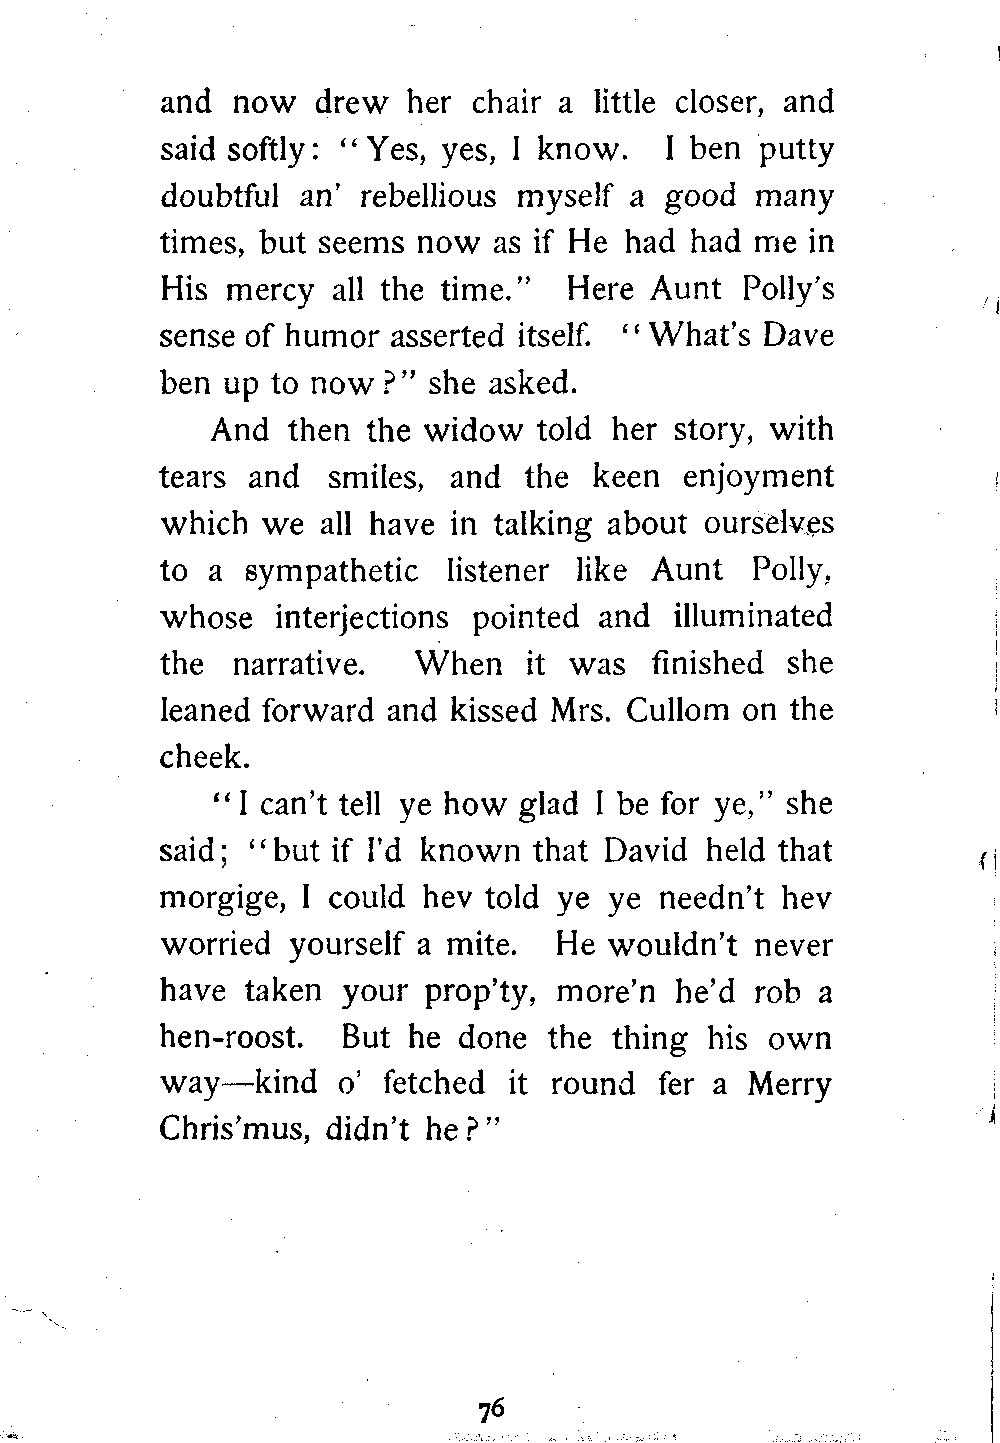 and now drew her chair a little closer, and
said softly: “Yes, yes, I know. I ben putty
doubtful an’ rebellious myself a good many
times, but seems now as if He had had me in
His mercy all the time.” Here Aunt Polly’s
sense of humor asserted itself. “What’s Dave
ben up to now?” she asked.
And then the widow told her story, with
tears and smiles, and the keen enjoyment
which we all have in talking about ourselves
to a sympathetic listener like Aunt Polly,
whose interjections pointed and illuminated
the narrative. When it was finished she
leaned forward and kissed Mrs. Cullom on the
cheek.
“I can’t tell ye how glad I be for ye,” she
said; “but if I’d known that David held that
morgige, I could hev told ye ye needn’t hev
worried yourself a mite. He wouldn’t never
have taken your prop’ty, more’n he’d rob a
hen-roost. But he done the thing his own
way—kind o’ fetched it round fer a Merry
Chris’mus, didn’t he?”
76